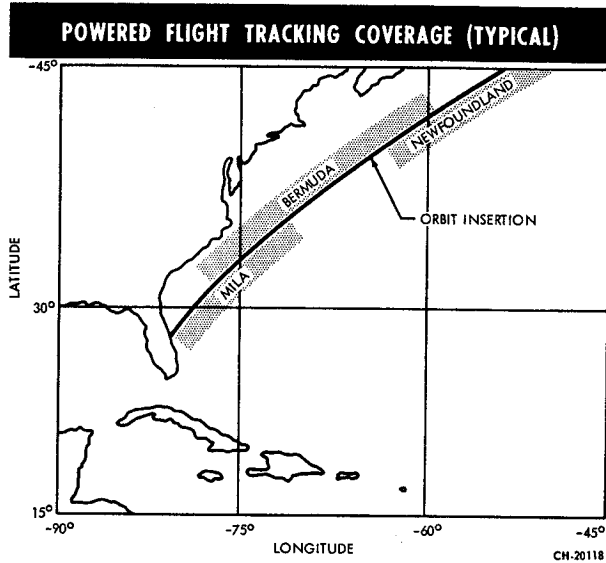 POWERED FLIGHT TRACKING COVERAGE (TYPICAL)
-45°
NEWFOUNDLAND
BERMUDA
ORBIT INSERTION
MILA
LATITUDE
30°
15°
-90°
-75°
-60°
-45°
LONGITUDE
CH-20118